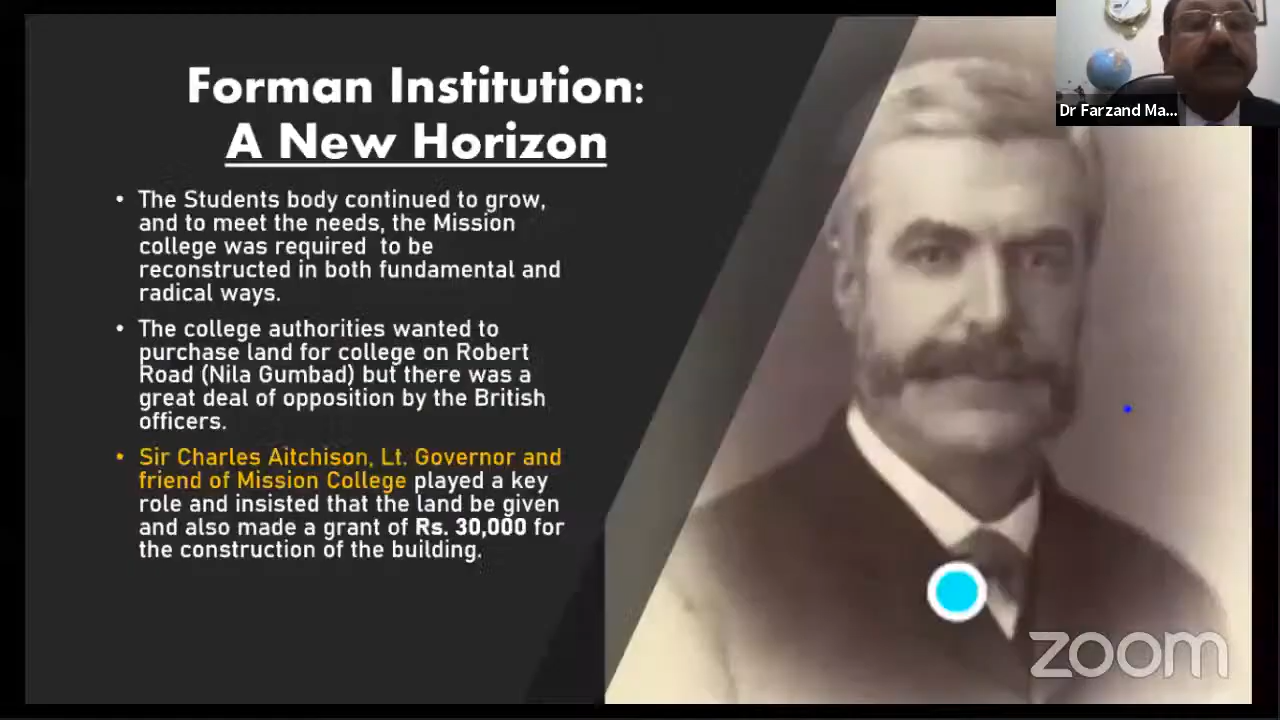 Forman Institution:
A New Horizon
• The Students body continued to grow,
and to meet the needs, the Mission
college was required to be
reconstructed in both fundamental and
radical ways.
• The college authorities wanted to
purchase land for college on Robert
Road (Nila Gumbad) but there was a
great deal of opposition by the British
officers.
• Sir Charles Aitchison, Lt. Governor and
friend of Mission College played a key
role and insisted that the land be given
and also made a grant of Rs. 30,000 for
the construction of the building.
Dr Farzand Ma...
zoom